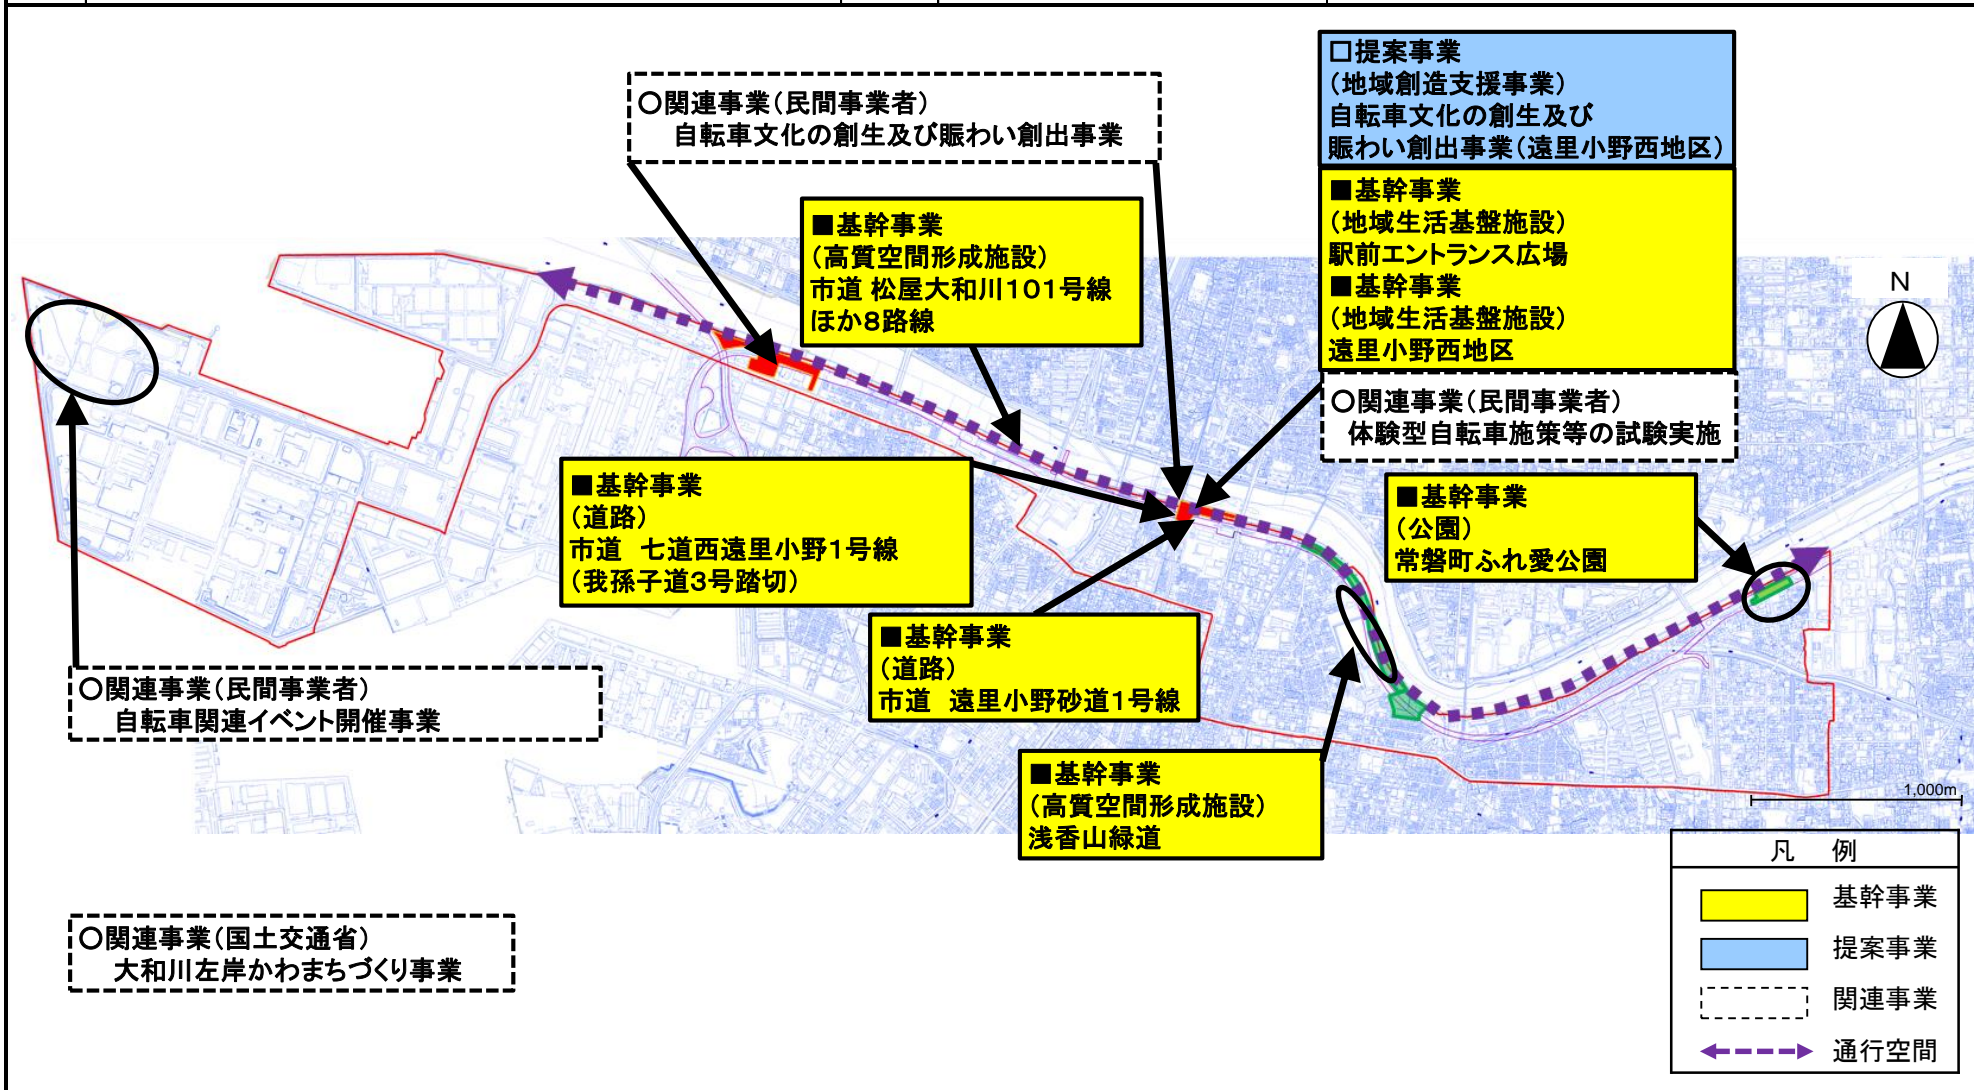 ○関連事業(民間事業者)
自転車文化の創生及び賑わい創出事業
□提案事業
(地域創造支援事業)
自転車文化の創生及び
賑わい創出事業(遠里小野西地区)
■基幹事業
(地域生活基盤施設)
駅前エントランス広場
■基幹事業
(地域生活基盤施設)
遠里小野西地区
○関連事業(民間事業者)
体験型自転車施策等の試験実施
■基幹事業
(高質空間形成施設)
市道 松屋大和川101号線
ほか8路線
N
■基幹事業
(道路)
市道 七道西遠里小野1号線
(我孫子道3号踏切)
■基幹事業
(公園)
常磐町ふれ愛公園
■基幹事業
(道路)
市道 遠里小野砂道1号線
○関連事業(民間事業者)
自転車関連イベント開催事業
■基幹事業
(高質空間形成施設)
浅香山緑道
1,000m
○関連事業(国土交通省)
大和川左岸かわまちづくり事業
凡 例
基幹事業
提案事業
関連事業
通行空間